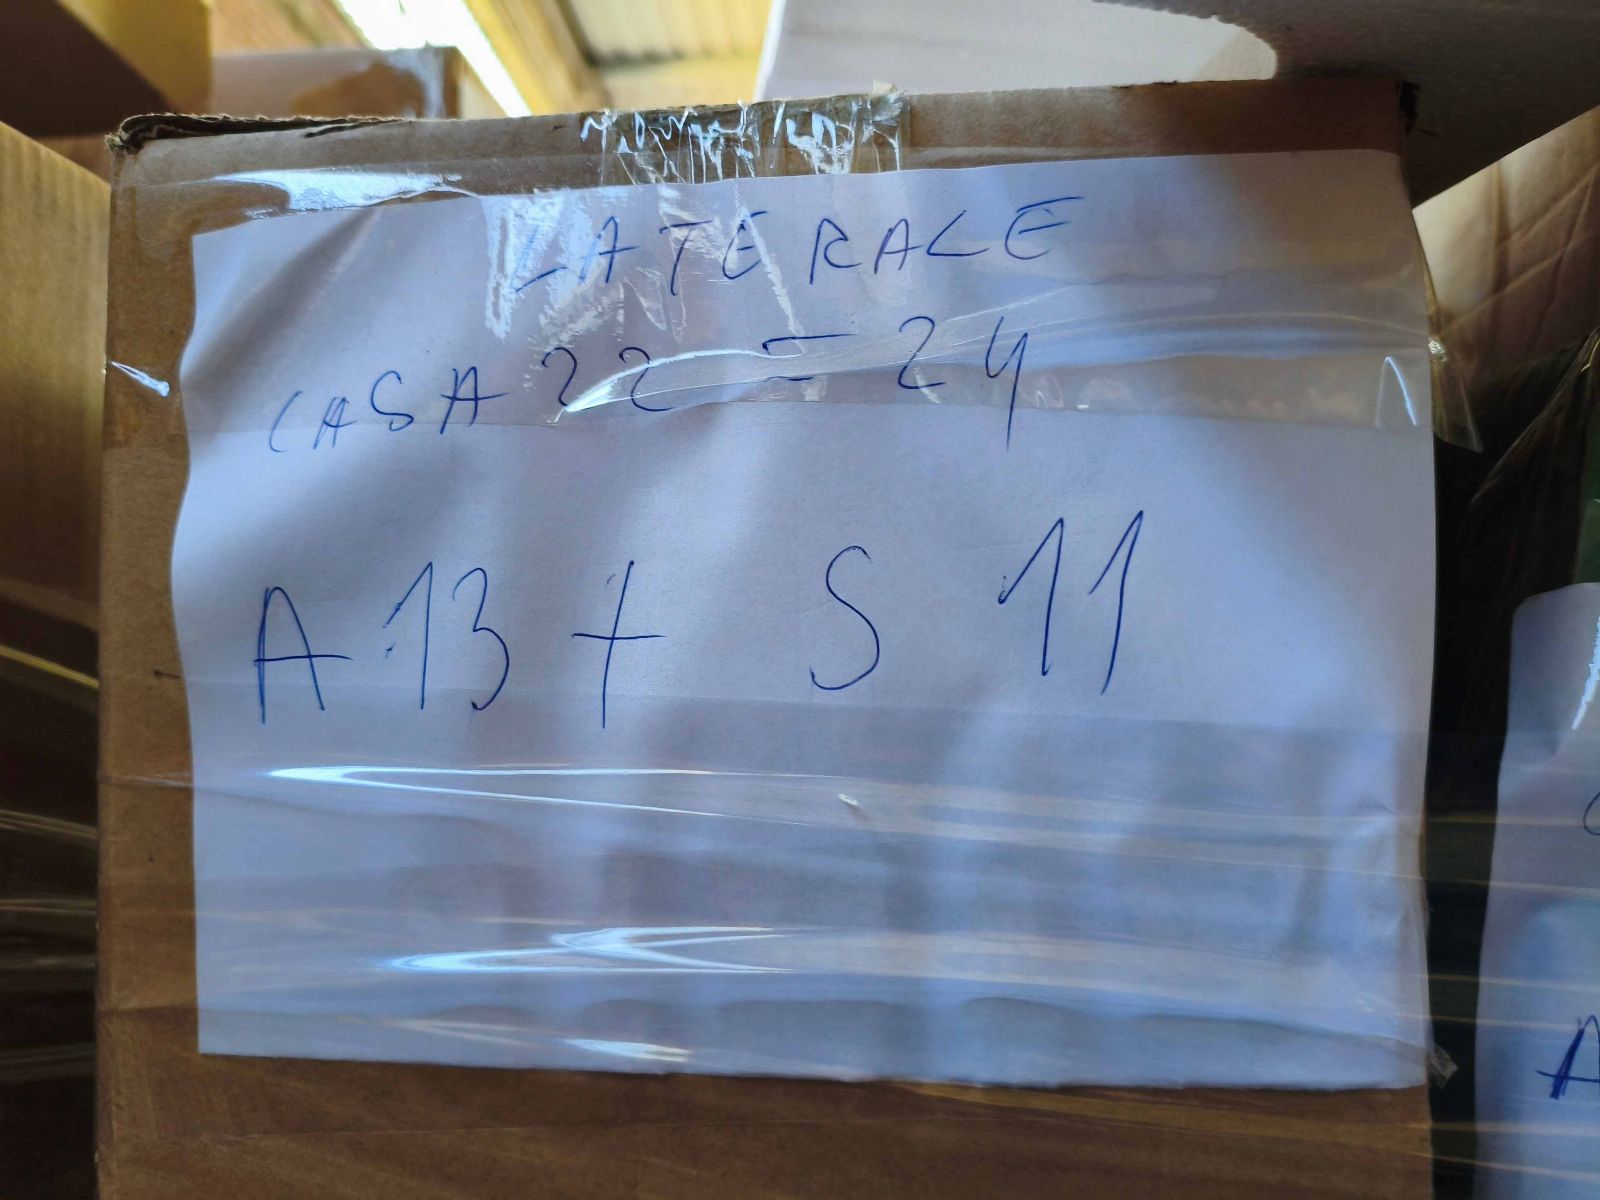 LATERALE
CASA 22 = 24
A 13 + S 11
A